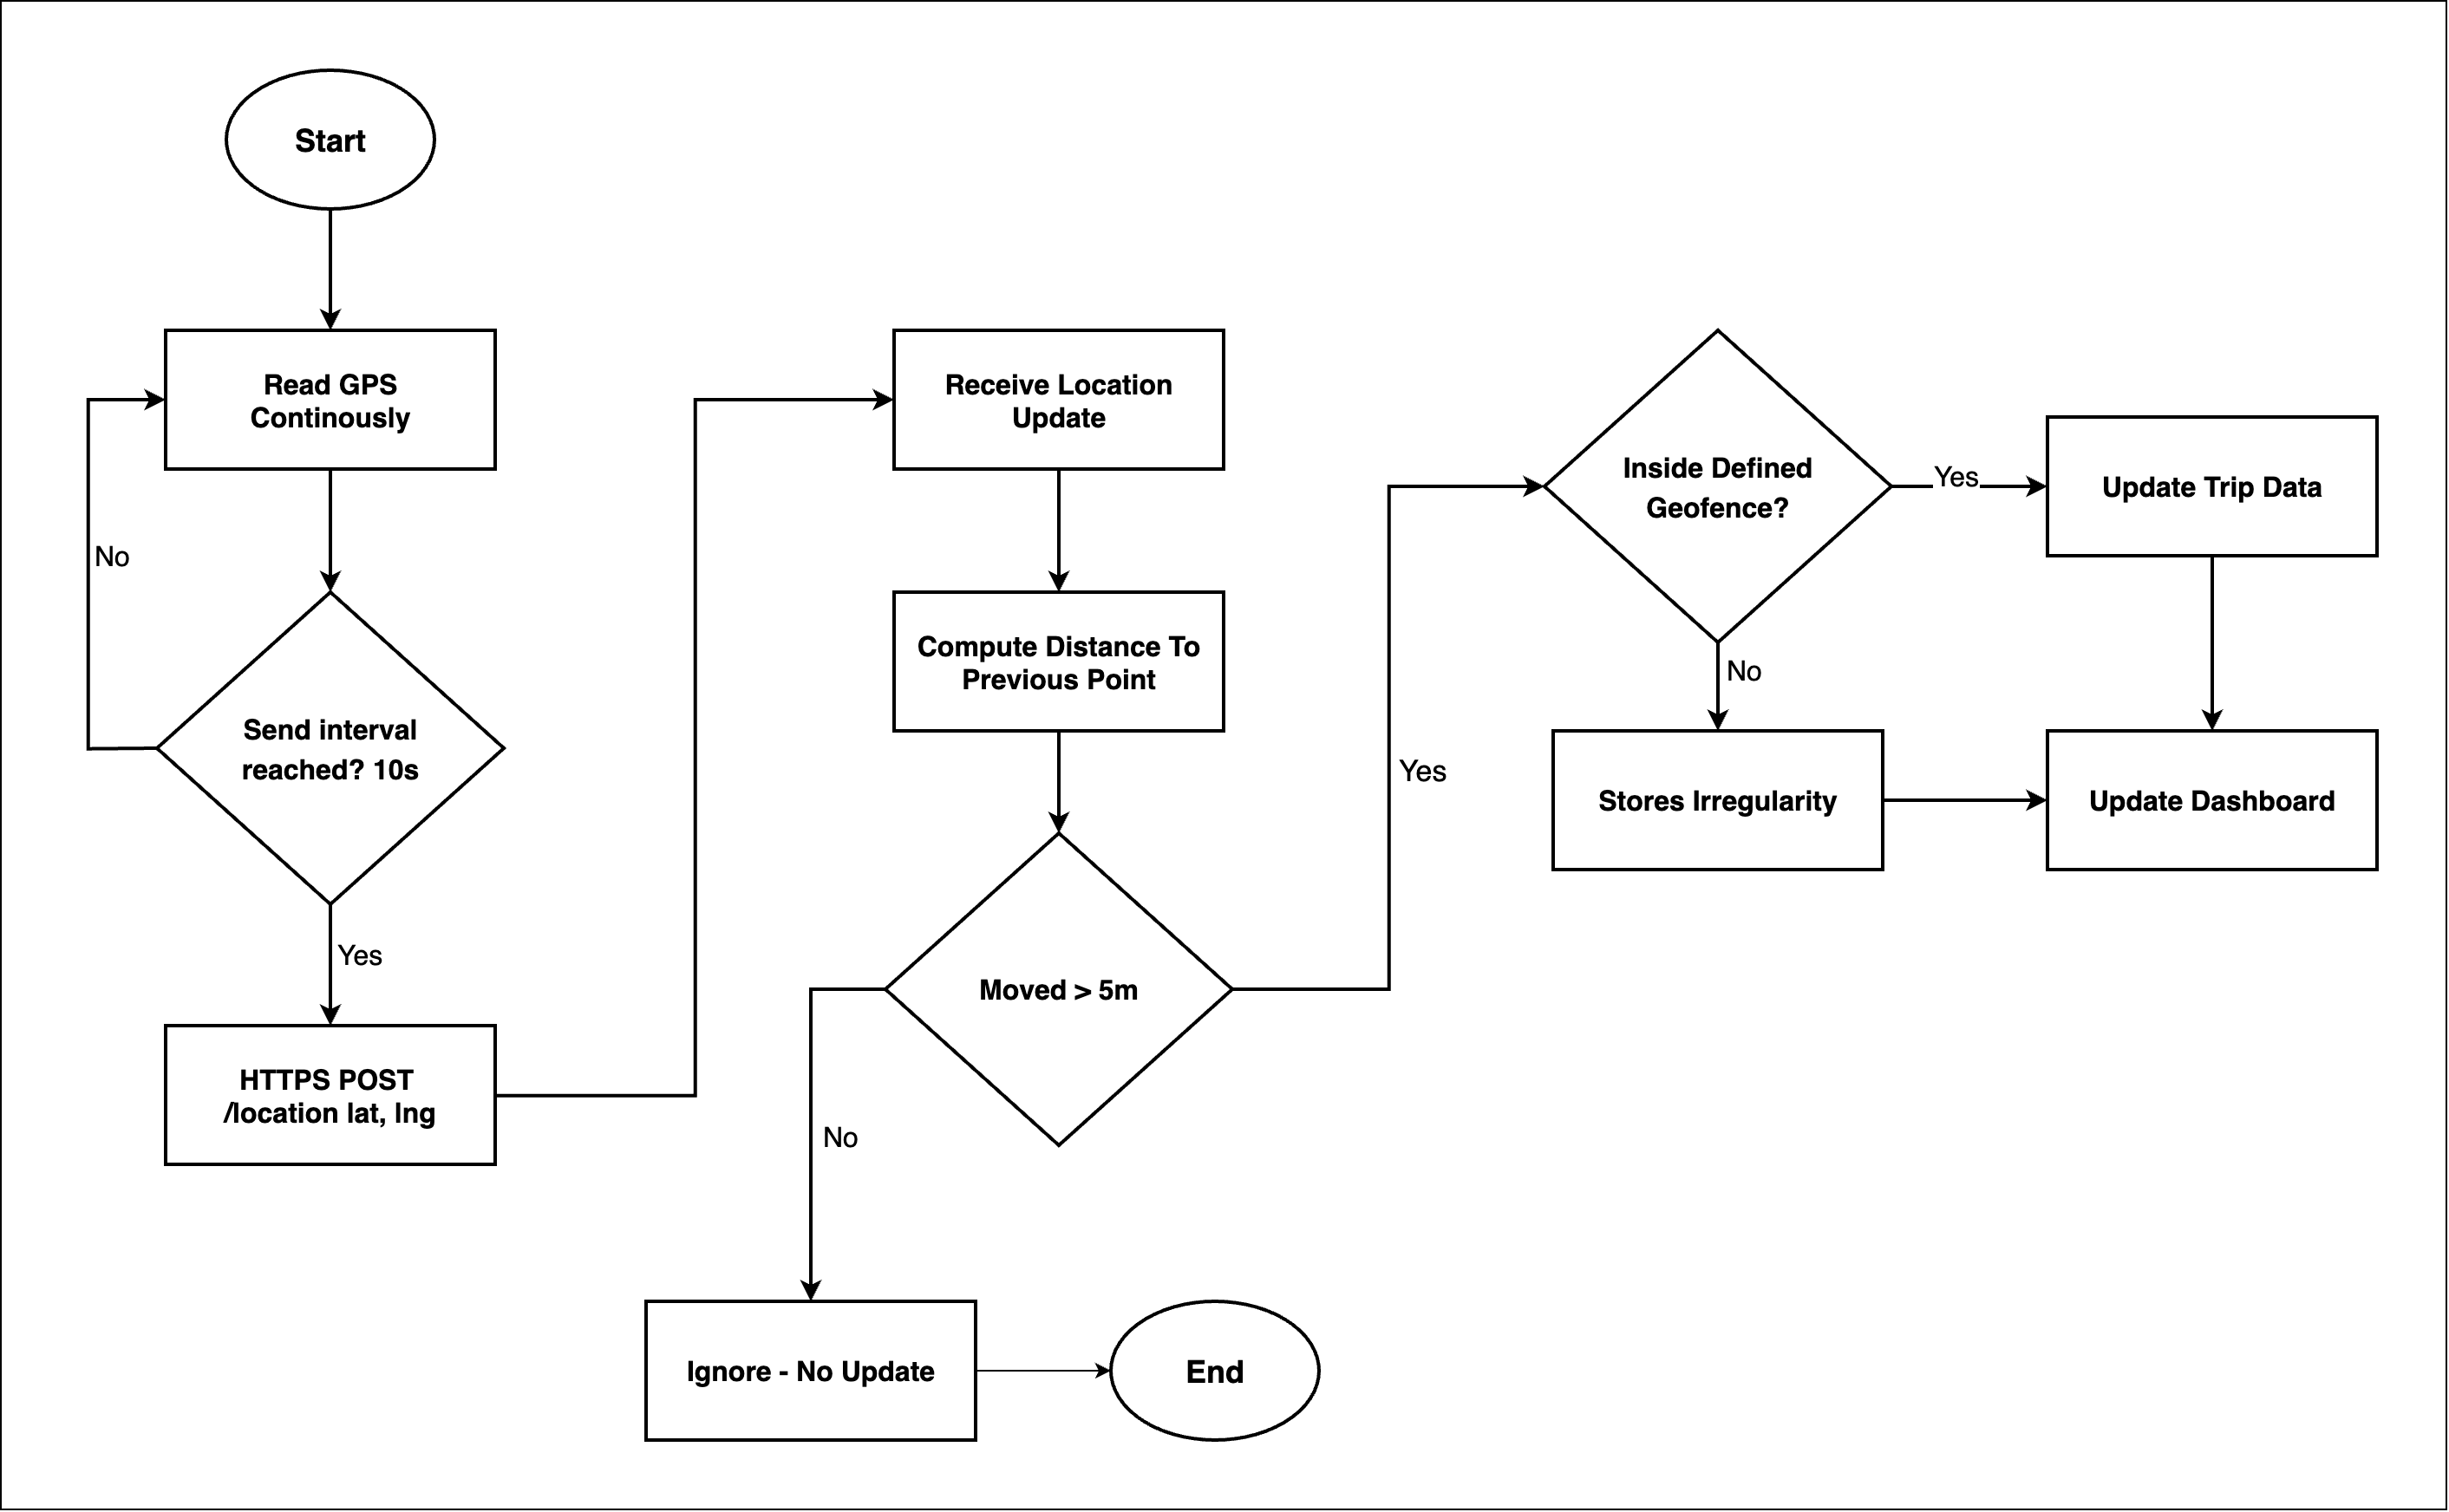 Start
Read GPS
Continously
No
Send interval
reached? 10s
Yes
HTTPS POST
/location lat, lng
Receive Location
Update
Compute Distance To
Previous Point
Moved > 5m
No
Yes
Ignore - No Update
End
Inside Defined
Geofence?
Yes
Update Trip Data
No
Stores Irregularity
Update Dashboard